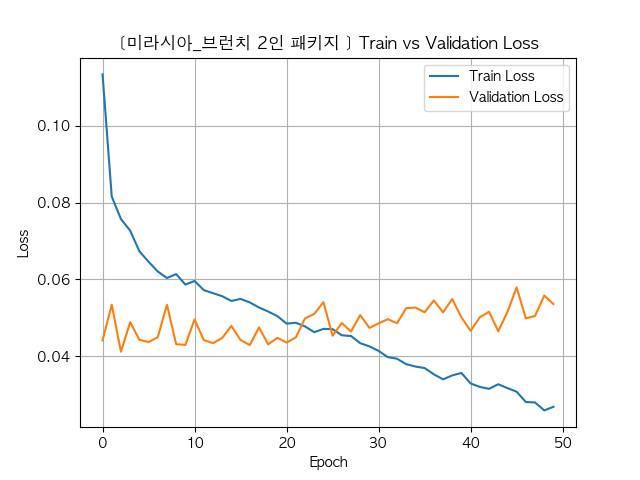 [미라시아_브런치 2인 패키지 ] Train vs Validation Loss
Train Loss
Validation Loss
Loss
0.10
0.08
0.06
0.04
0
10
20
30
40
50
Epoch